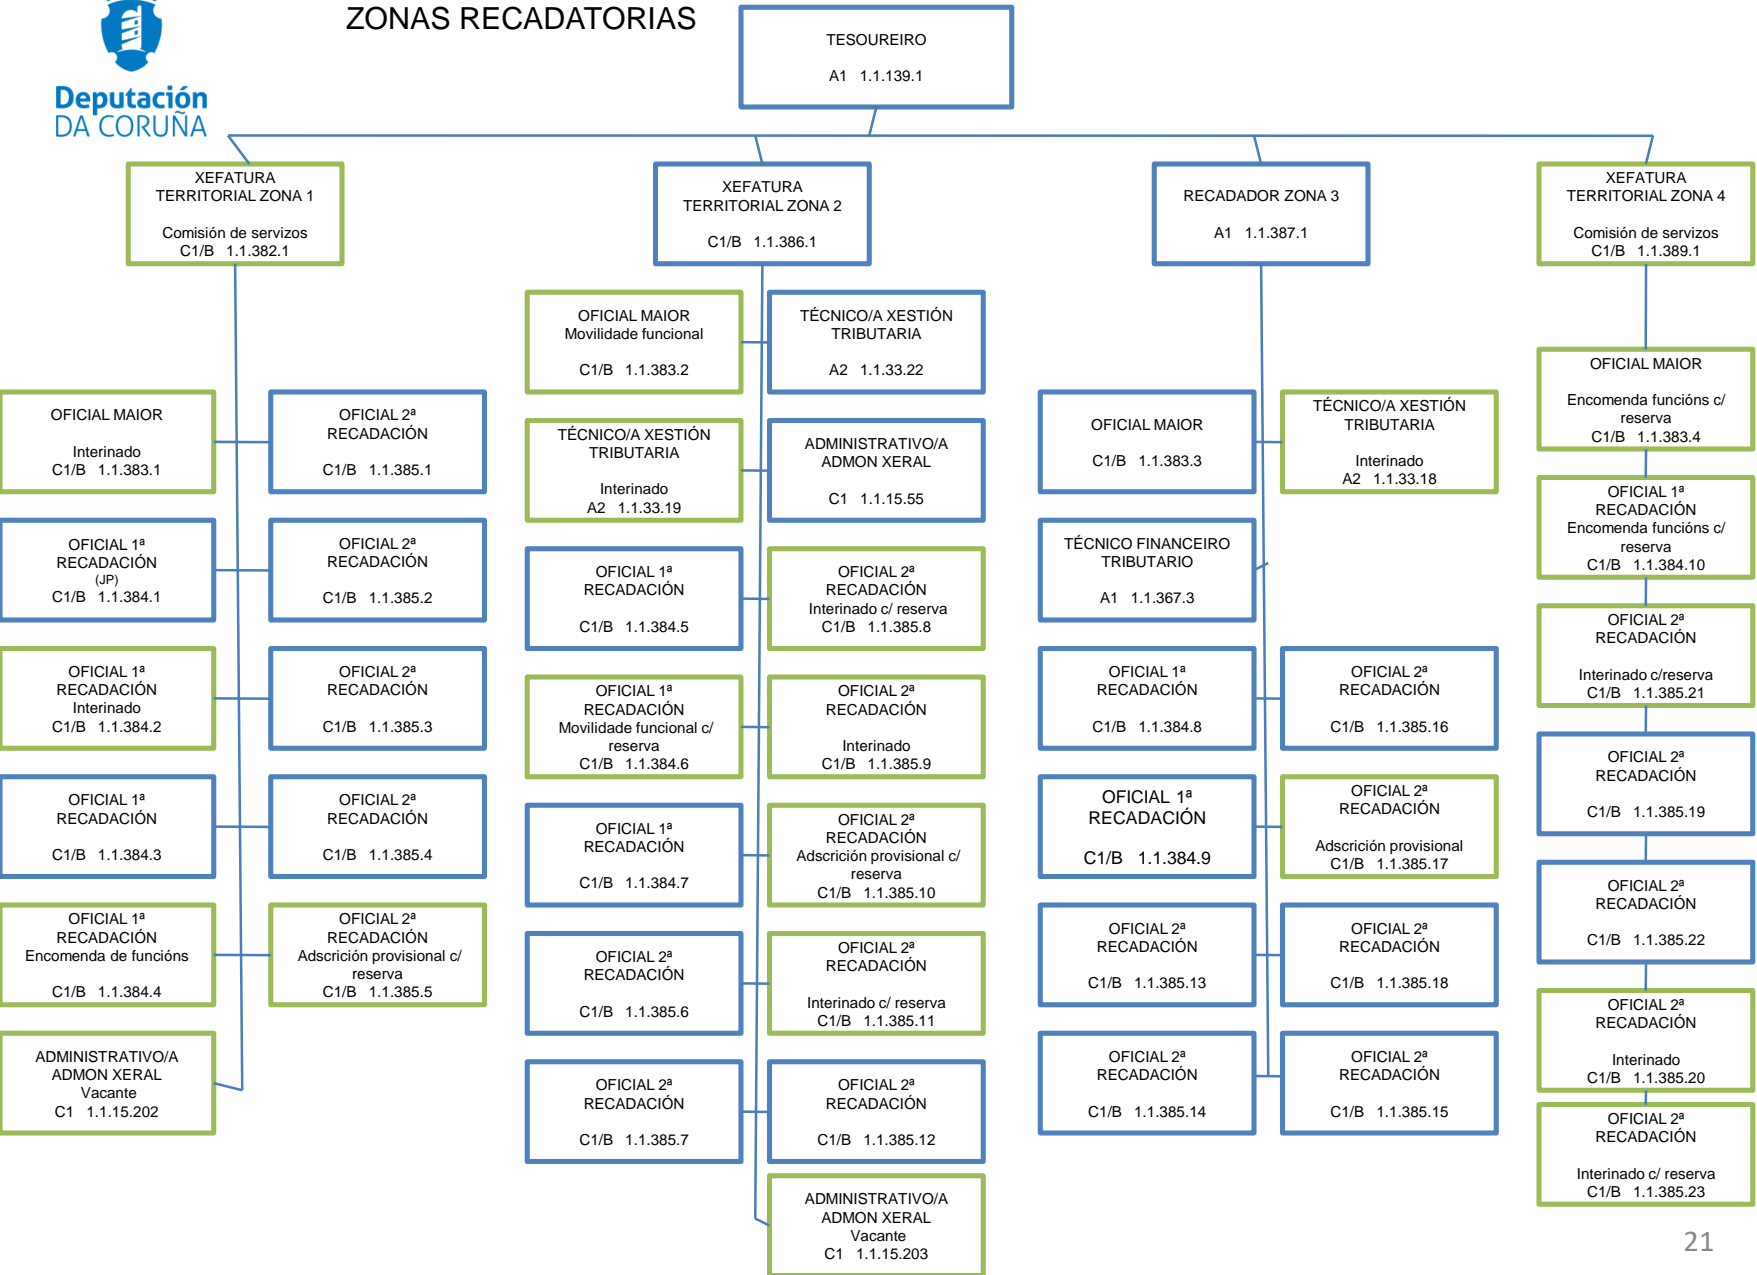 ZONAS RECADATORIAS
Deputación
DA CORUÑA
TESOUREIRO
A1 1.1.139.1
XEFATURA
TERRITORIAL ZONA 1
Comisión de servizos
C1/B 1.1.382.1
OFICIAL MAIOR
Interinado
C1/B 1.1.383.1
OFICIAL 2ª
RECADACIÓN
C1/B 1.1.385.1
OFICIAL 1ª
RECADACIÓN
(JP)
C1/B 1.1.384.1
OFICIAL 2ª
RECADACIÓN
C1/B 1.1.385.2
OFICIAL 1ª
RECADACIÓN
Interinado
C1/B 1.1.384.2
OFICIAL 2ª
RECADACIÓN
C1/B 1.1.385.3
OFICIAL 1ª
RECADACIÓN
C1/B 1.1.384.3
OFICIAL 2ª
RECADACIÓN
C1/B 1.1.385.4
OFICIAL 1ª
RECADACIÓN
Encomenda de funcións
C1/B 1.1.384.4
OFICIAL 2ª
RECADACIÓN
Adscrición provisional c/
reserva
C1/B 1.1.385.5
ADMINISTRATIVO/A
ADMON XERAL
Vacante
C1 1.1.15.202
XEFATURA
TERRITORIAL ZONA 2
C1/B 1.1.386.1
OFICIAL MAIOR
Movilidade funcional
C1/B 1.1.383.2
TÉCNICO/A XESTIÓN
TRIBUTARIA
A2 1.1.33.22
TÉCNICO/A XESTIÓN
TRIBUTARIA
Interinado
A2 1.1.33.19
ADMINISTRATIVO/A
ADMON XERAL
C1 1.1.15.55
OFICIAL 1ª
RECADACIÓN
C1/B 1.1.384.5
OFICIAL 2ª
RECADACIÓN
Interinado c/ reserva
C1/B 1.1.385.8
OFICIAL 1ª
RECADACIÓN
Movilidade funcional c/
reserva
C1/B 1.1.384.6
OFICIAL 2ª
RECADACIÓN
Interinado
C1/B 1.1.385.9
OFICIAL 1ª
RECADACIÓN
C1/B 1.1.384.7
OFICIAL 2ª
RECADACIÓN
Adscrición provisional c/
reserva
C1/B 1.1.385.10
OFICIAL 2ª
RECADACIÓN
C1/B 1.1.385.6
OFICIAL 2ª
RECADACIÓN
Interinado c/ reserva
C1/B 1.1.385.11
OFICIAL 2ª
RECADACIÓN
C1/B 1.1.385.7
OFICIAL 2ª
RECADACIÓN
C1/B 1.1.385.12
ADMINISTRATIVO/A
ADMON XERAL
Vacante
C1 1.1.15.203
RECADADOR ZONA 3
A1 1.1.387.1
OFICIAL MAIOR
C1/B 1.1.383.3
TÉCNICO/A XESTIÓN
TRIBUTARIA
Interinado
A2 1.1.33.18
TÉCNICO FINANCEIRO
TRIBUTARIO
A1 1.1.367.3
OFICIAL 1ª
RECADACIÓN
C1/B 1.1.384.8
OFICIAL 2ª
RECADACIÓN
C1/B 1.1.385.16
OFICIAL 1ª
RECADACIÓN
C1/B 1.1.384.9
OFICIAL 2ª
RECADACIÓN
Adscrición provisional
C1/B 1.1.385.17
OFICIAL 2ª
RECADACIÓN
C1/B 1.1.385.13
OFICIAL 2ª
RECADACIÓN
C1/B 1.1.385.18
OFICIAL 2ª
RECADACIÓN
C1/B 1.1.385.14
OFICIAL 2ª
RECADACIÓN
C1/B 1.1.385.15
XEFATURA
TERRITORIAL ZONA 4
Comisión de servizos
C1/B 1.1.389.1
OFICIAL MAIOR
Encomenda funcións c/
reserva
C1/B 1.1.383.4
OFICIAL 1ª
RECADACIÓN
Encomenda funcións c/
reserva
C1/B 1.1.384.10
OFICIAL 2ª
RECADACIÓN
Interinado c/reserva
C1/B 1.1.385.21
OFICIAL 2ª
RECADACIÓN
C1/B 1.1.385.19
OFICIAL 2ª
RECADACIÓN
C1/B 1.1.385.22
OFICIAL 2ª
RECADACIÓN
Interinado
C1/B 1.1.385.20
OFICIAL 2ª
RECADACIÓN
Interinado c/ reserva
C1/B 1.1.385.23
21